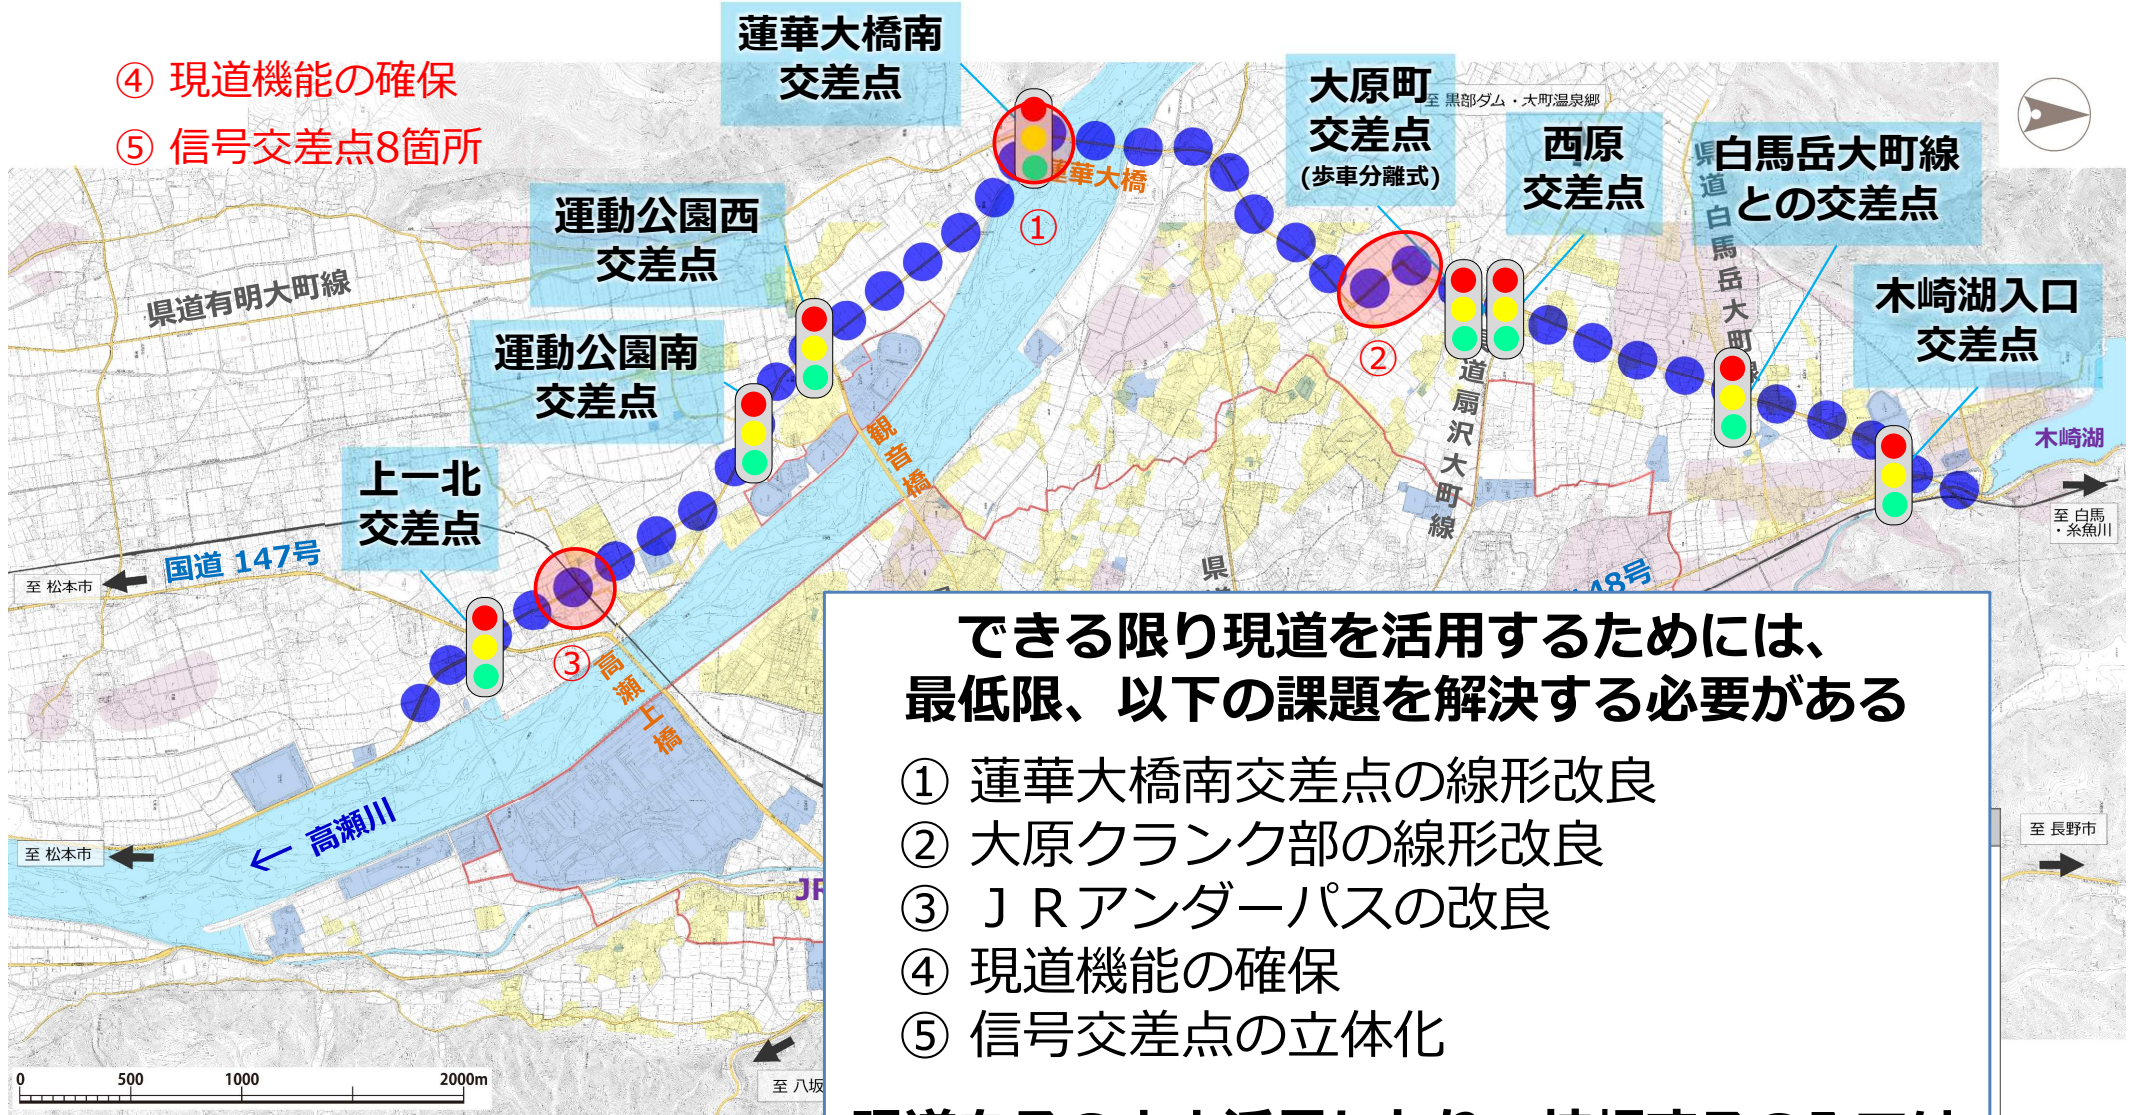 ④ 現道機能の確保
⑤ 信号交差点8箇所
蓮華大橋南
交差点
大原町
交差点
(歩車分離式)
至 黒部ダム・大町温泉郷
西原
交差点
県道白馬岳大町線
白馬岳大町線
との交差点
木崎湖入口
交差点
運動公園西
交差点
蓮華大橋
①
県道有明大町線
運動公園南
交差点
②
観音橋
道扇沢大町線
木崎湖
至 白馬
・糸魚川
上一北
交差点
国道 147号
至 松本市
県
48号
③
高瀬上橋
高瀬川
至 松本市
JR
至 長野市
至 八坂
0 500 1000 2000m
できる限り現道を活用するためには、
最低限、以下の課題を解決する必要がある
① 蓮華大橋南交差点の線形改良
② 大原クランク部の線形改良
③ ＪＲアンダーパスの改良
④ 現道機能の確保
⑤ 信号交差点の立体化